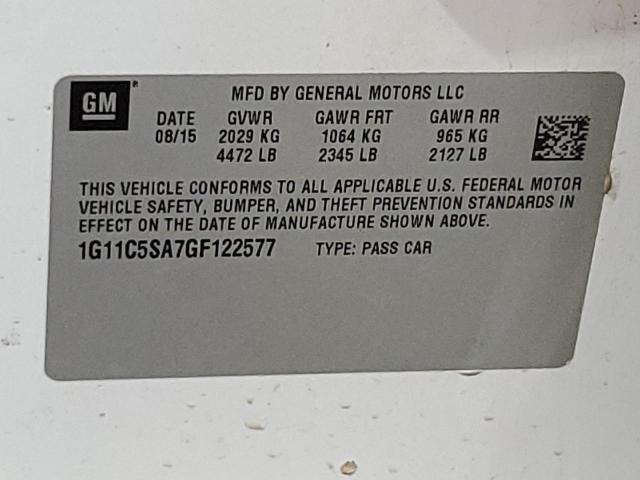 GM
MFD BY GENERAL MOTORS LLC
DATE GVWR GAWR FRT GAWR RR
08/15 2029 KG 1064 KG 965 KG
4472 LB 2345 LB 2127 LB
THIS VEHICLE CONFORMS TO ALL APPLICABLE U.S. FEDERAL MOTOR
VEHICLE SAFETY, BUMPER, AND THEFT PREVENTION STANDARDS IN
EFFECT ON THE DATE OF MANUFACTURE SHOWN ABOVE.
1G11C5SA7GF122577 TYPE: PASS CAR